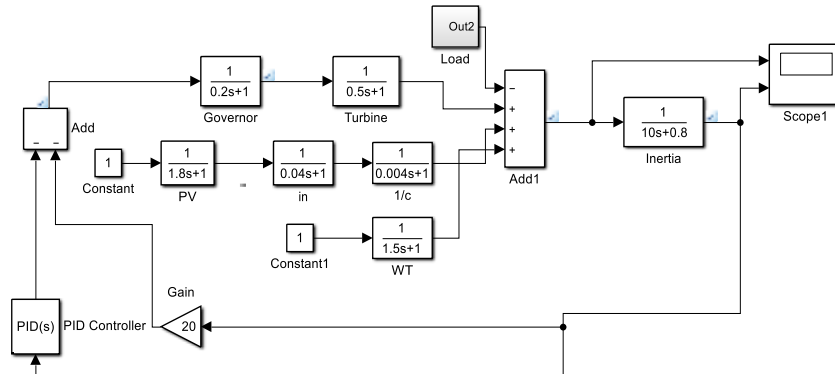 Out2
Load
1
0.2s+1
Governor
1
0.5s+1
Turbine
−
+
+
+
Add1
Scope1
1
10s+0.8
Inertia
Add
− −
1
Constant
1
1.8s+1
PV
1
0.04s+1
in
1
0.004s+1
1/c
1
Constant1
1
1.5s+1
WT
Gain
20
PID(s)
PID Controller